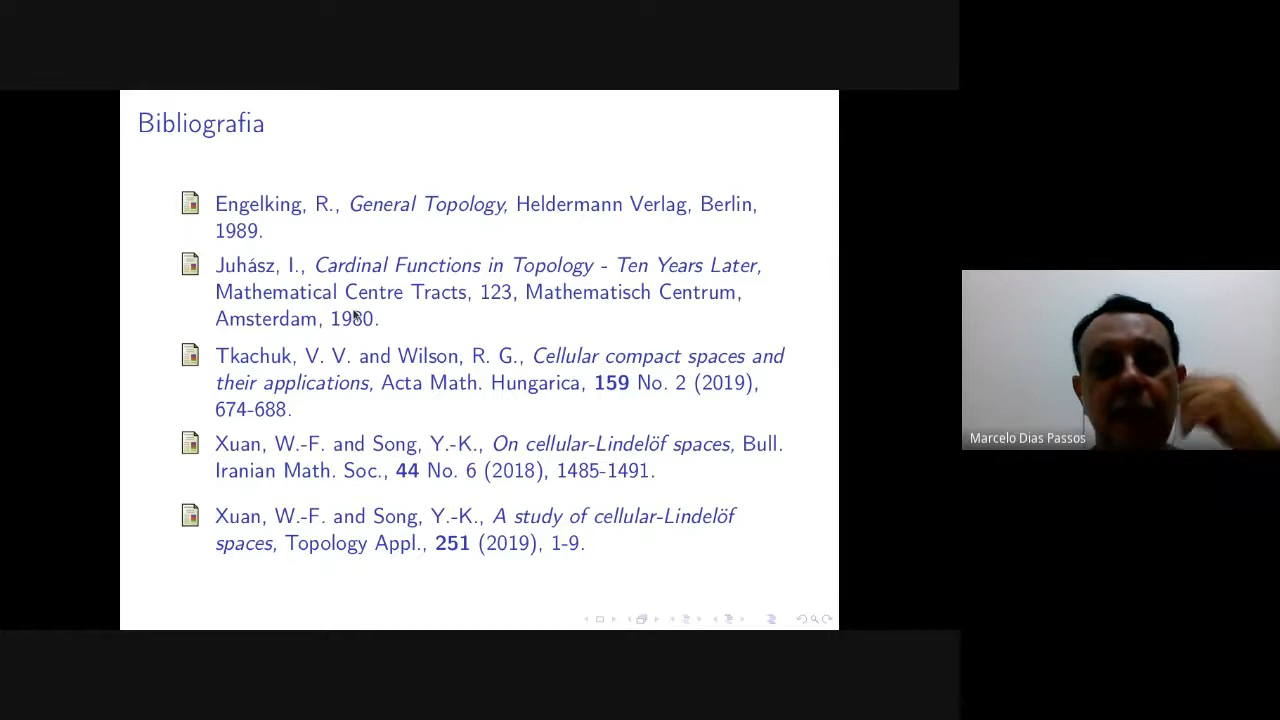 Bibliografia
Engelking, R., General Topology, Heldermann Verlag, Berlin,
1989.
Juhász, I., Cardinal Functions in Topology - Ten Years Later,
Mathematical Centre Tracts, 123, Mathematisch Centrum,
Amsterdam, 1980.
Tkachuk, V. V. and Wilson, R. G., Cellular compact spaces and
their applications, Acta Math. Hungarica, 159 No. 2 (2019),
674-688.
Xuan, W.-F. and Song, Y.-K., On cellular-Lindelöf spaces, Bull.
Iranian Math. Soc., 44 No. 6 (2018), 1485-1491.
Xuan, W.-F. and Song, Y.-K., A study of cellular-Lindelöf
spaces, Topology Appl., 251 (2019), 1-9.
Marcelo Dias Passos